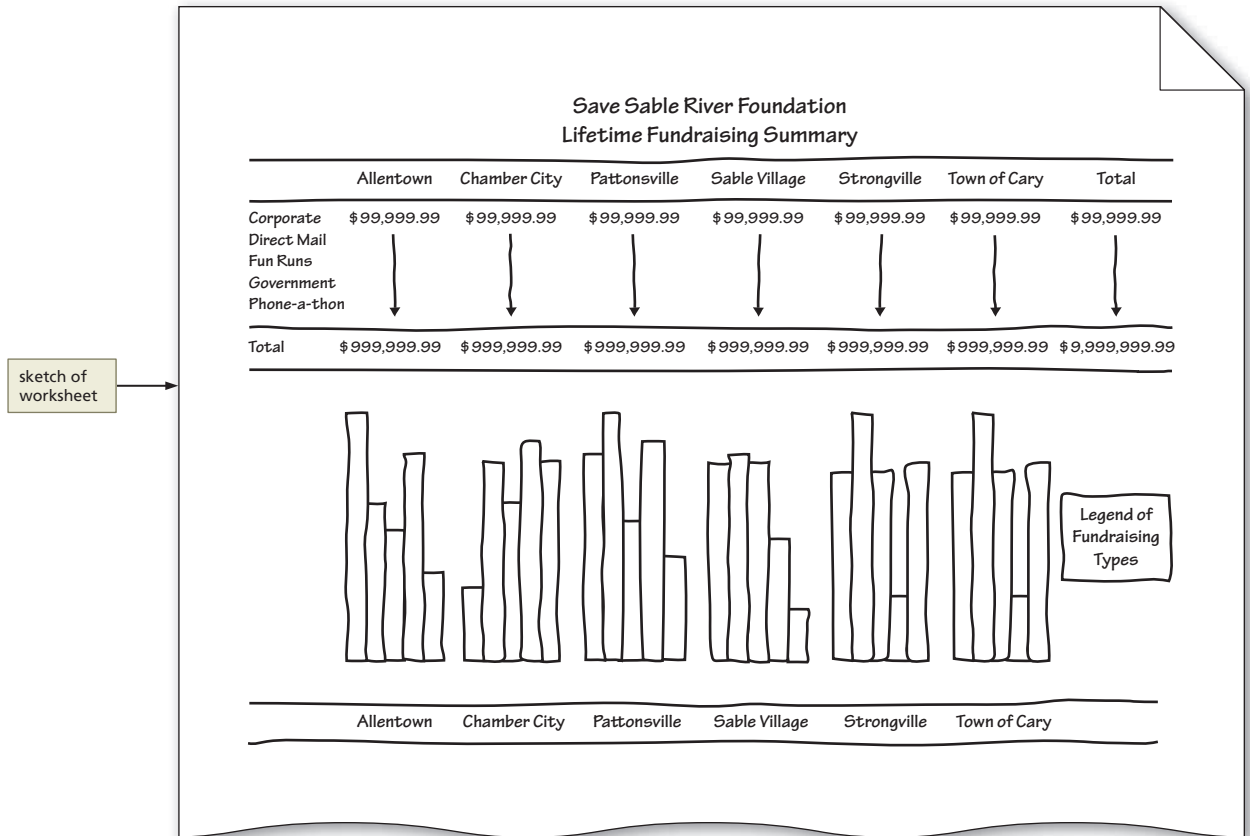 Save Sable River Foundation
Lifetime Fundraising Summary
Allentown Chamber City Pattonsville Sable Village Strongville Town of Cary Total
Corporate $99,999.99 $99,999.99 $99,999.99 $99,999.99 $99,999.99 $99,999.99 $99,999.99
Direct Mail
Fun Runs
Government
Phone-a-thon
Total $999,999.99 $999,999.99 $999,999.99 $999,999.99 $999,999.99 $999,999.99 $9,999,999.99
sketch of
worksheet
Legend of
Fundraising
Types
Allentown Chamber City Pattonsville Sable Village Strongville Town of Cary